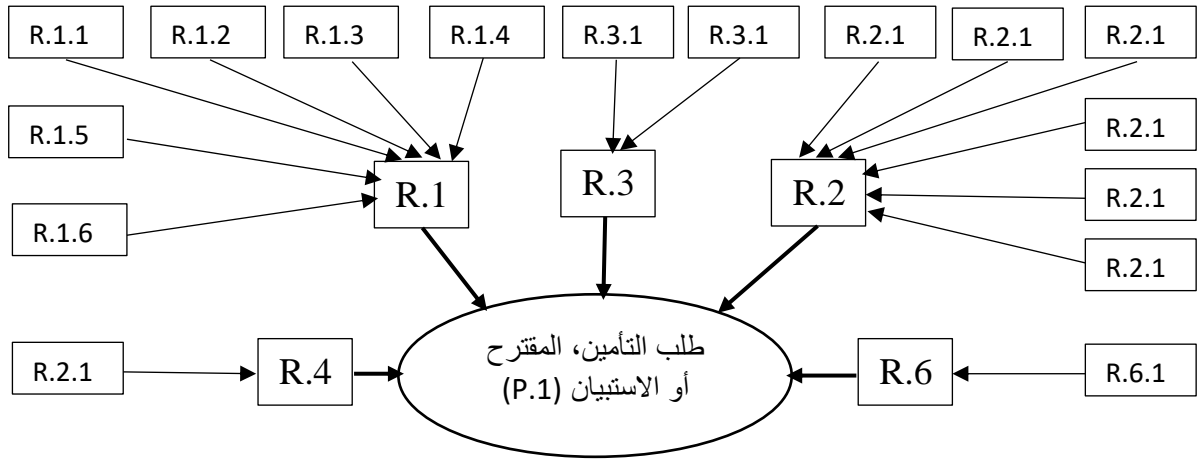 R.1.1
R.1.2
R.1.3
R.1.4
R.3.1
R.3.1
R.2.1
R.2.1
R.2.1
R.1.5
R.2.1
R.1
R.3
R.2
R.2.1
R.1.6
R.2.1
R.2.1
R.4
طلب التأمين، المقترح
أو الاستبيان (P.1)
R.6
R.6.1